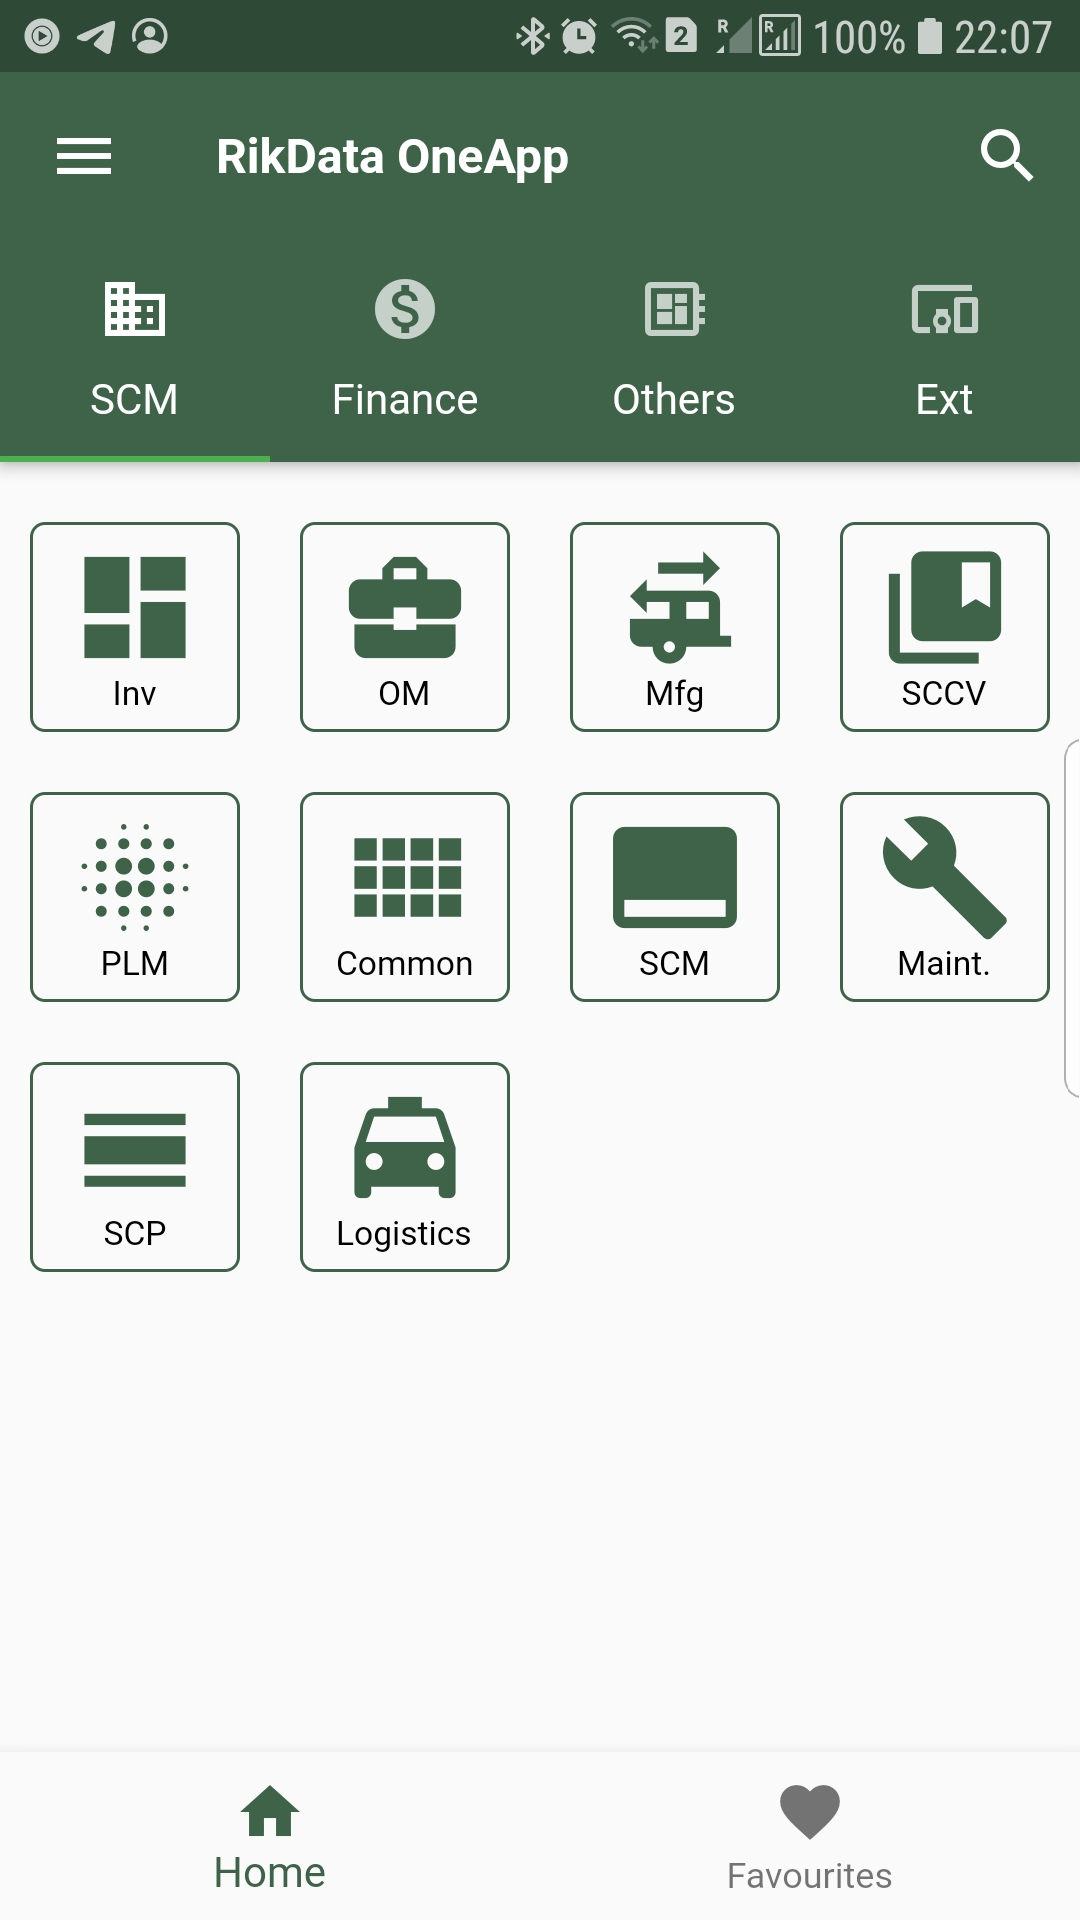 2 R R 100% 22:07
RikData OneApp
SCM Finance Others Ext
Inv OM Mfg SCCV
PLM Common SCM Maint.
SCP Logistics
Home Favourites